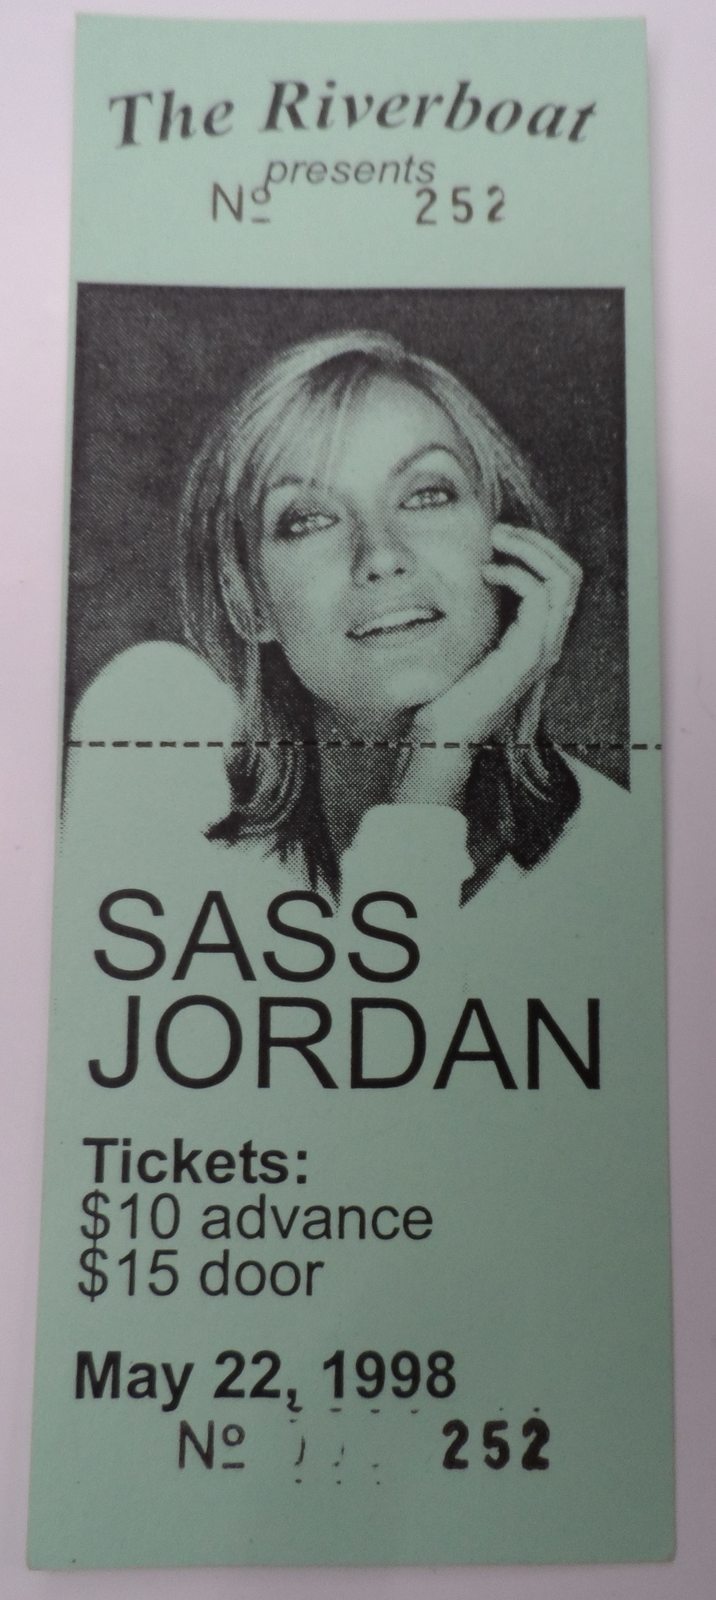 The Riverboat
presents
Nº 252
SASS
JORDAN
Tickets:
$10 advance
$15 door
May 22, 1998
Nº 252